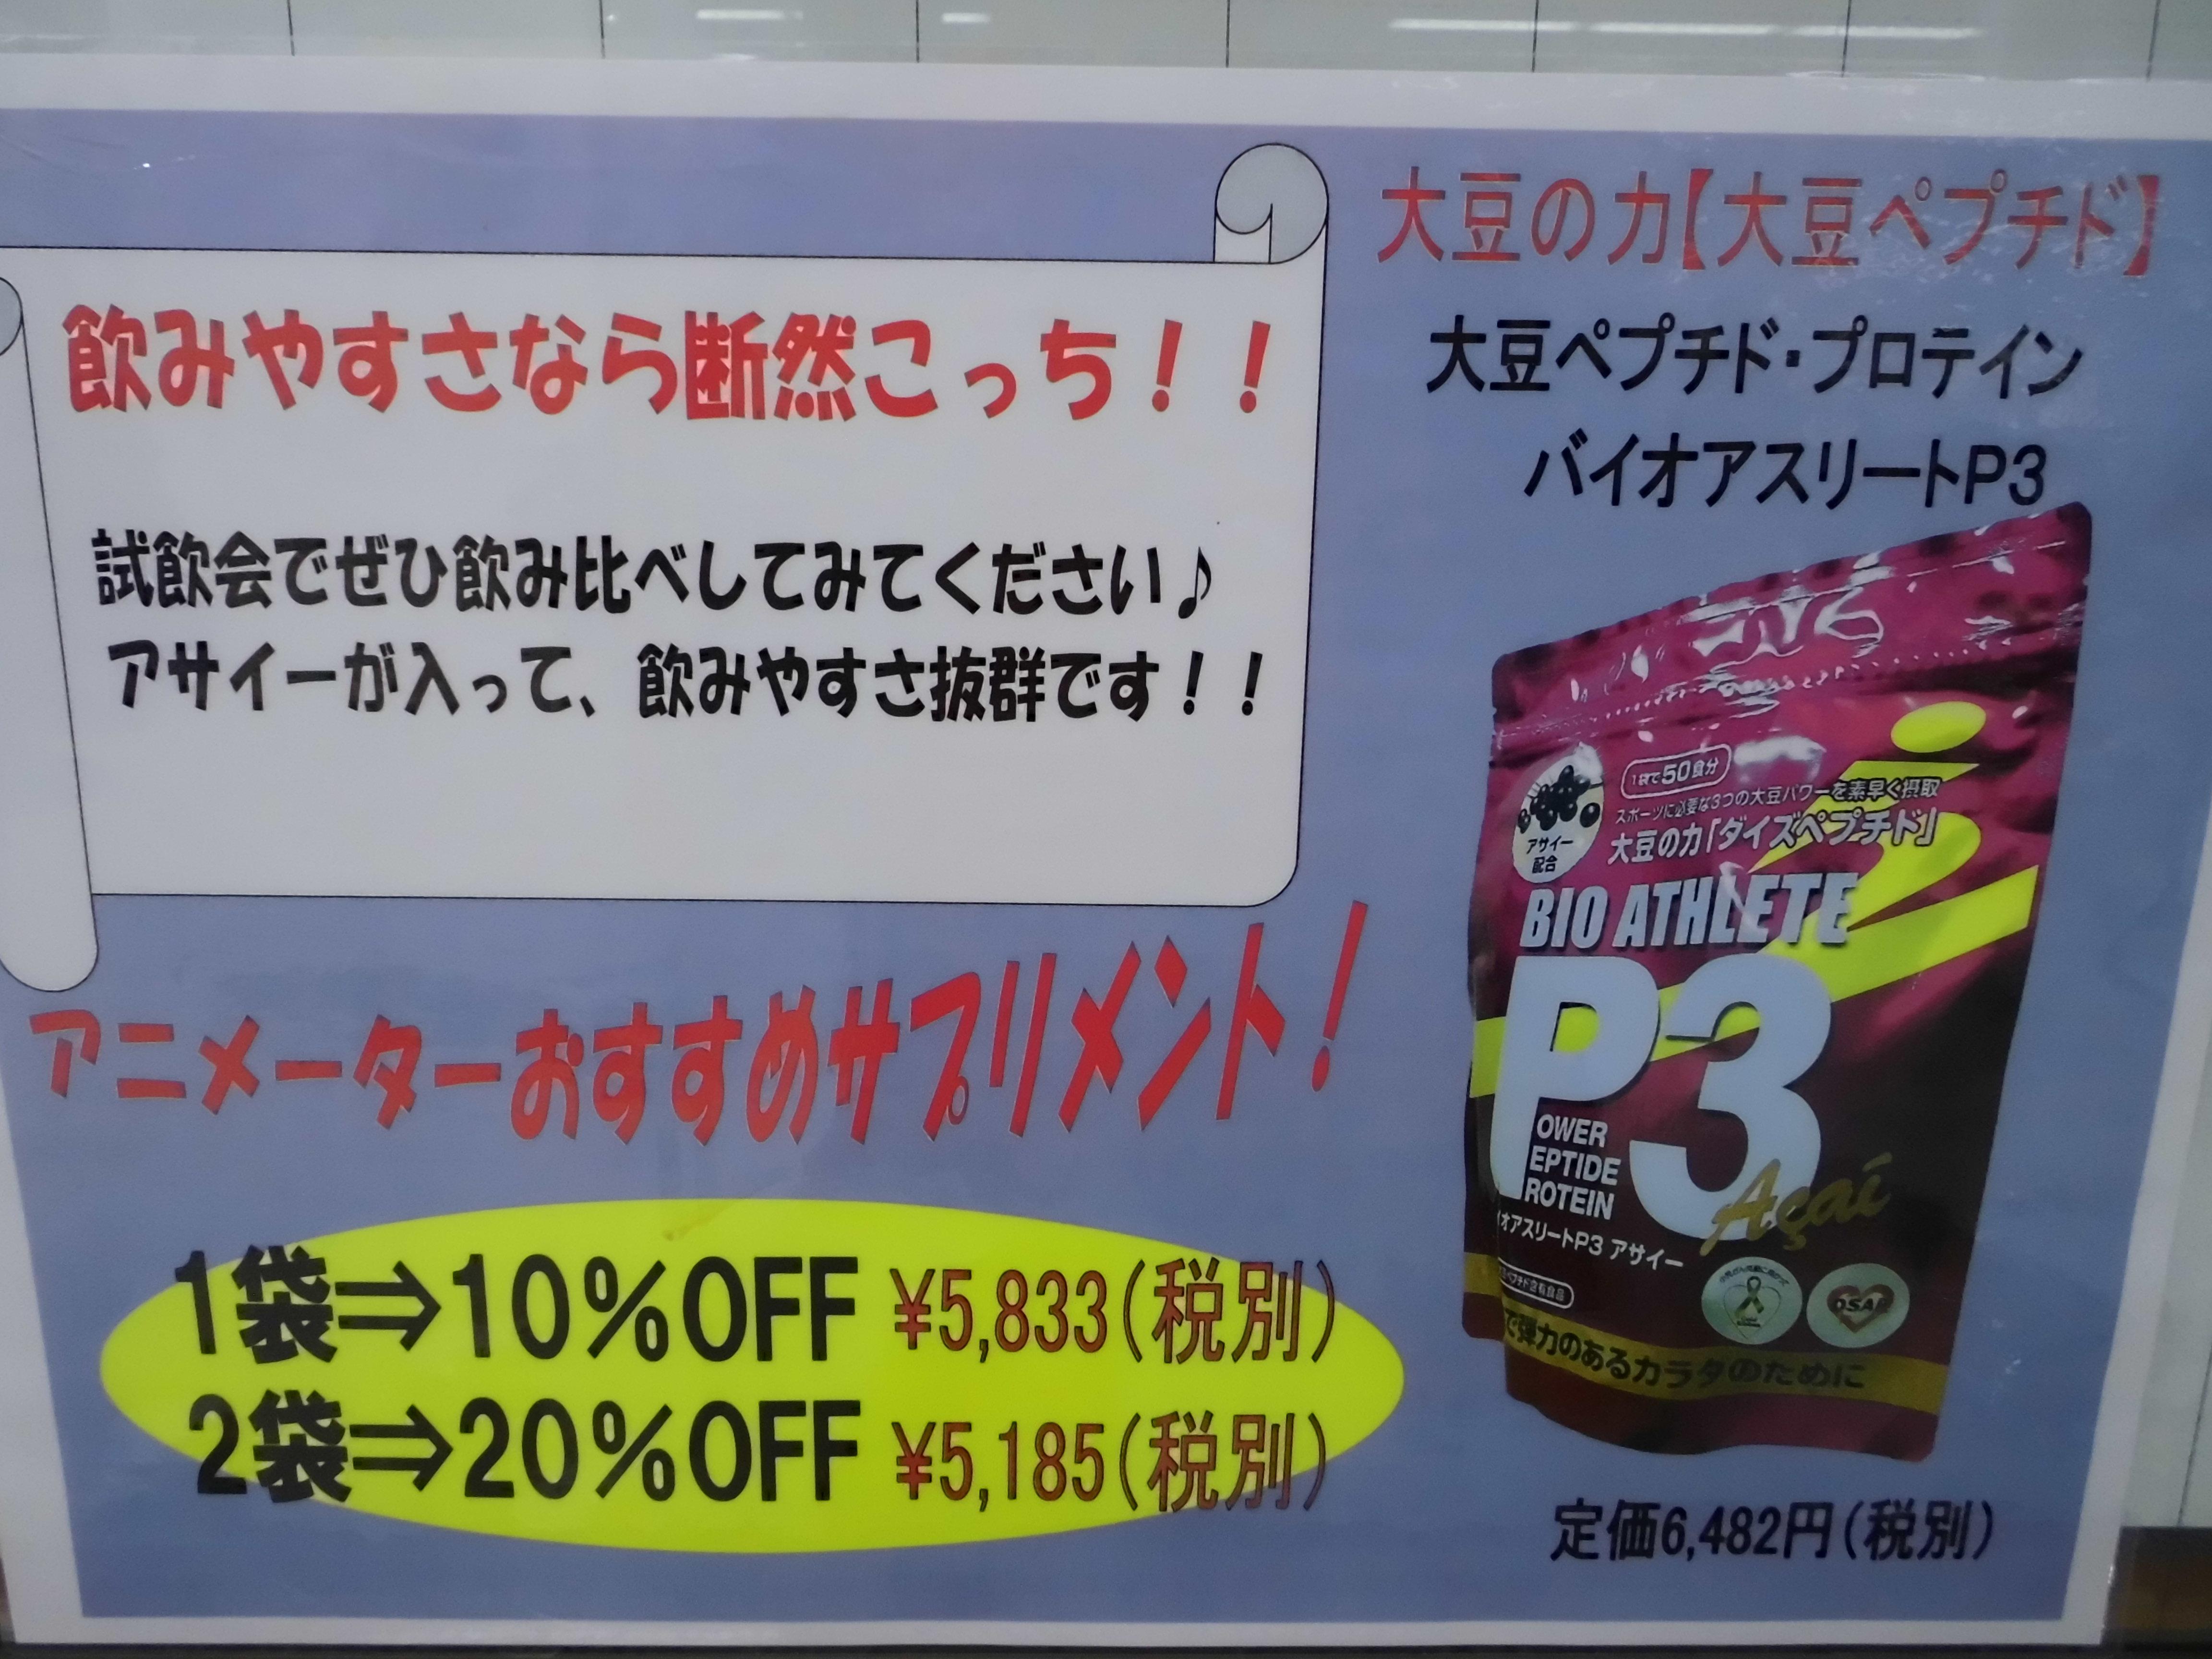 大豆の力【大豆ペプチド】
大豆ペプチド・プロテイン
バイオアスリートP3
飲みやすさなら断然こっち！！
試飲会でぜひ飲み比べしてみてください♪
アサイーが入って、飲みやすさ抜群です！！
アニメーターおすすめサプリメント！
1袋⇒10％OFF ¥5,833（税別）
2袋⇒20％OFF ¥5,185（税別）
1袋で50食分
スポーツに必要な3つの大豆パワーを素早く摂取
大豆の力「ダイズペプチド」
アサイー
配合
BIO ATHLETE
P3
OWER
EPTIDE
ROTEIN
Açaí
オアスリートP3 アサイー
ペプチド含有食品
で弾力のあるカラダのために
定価6,482円（税別）